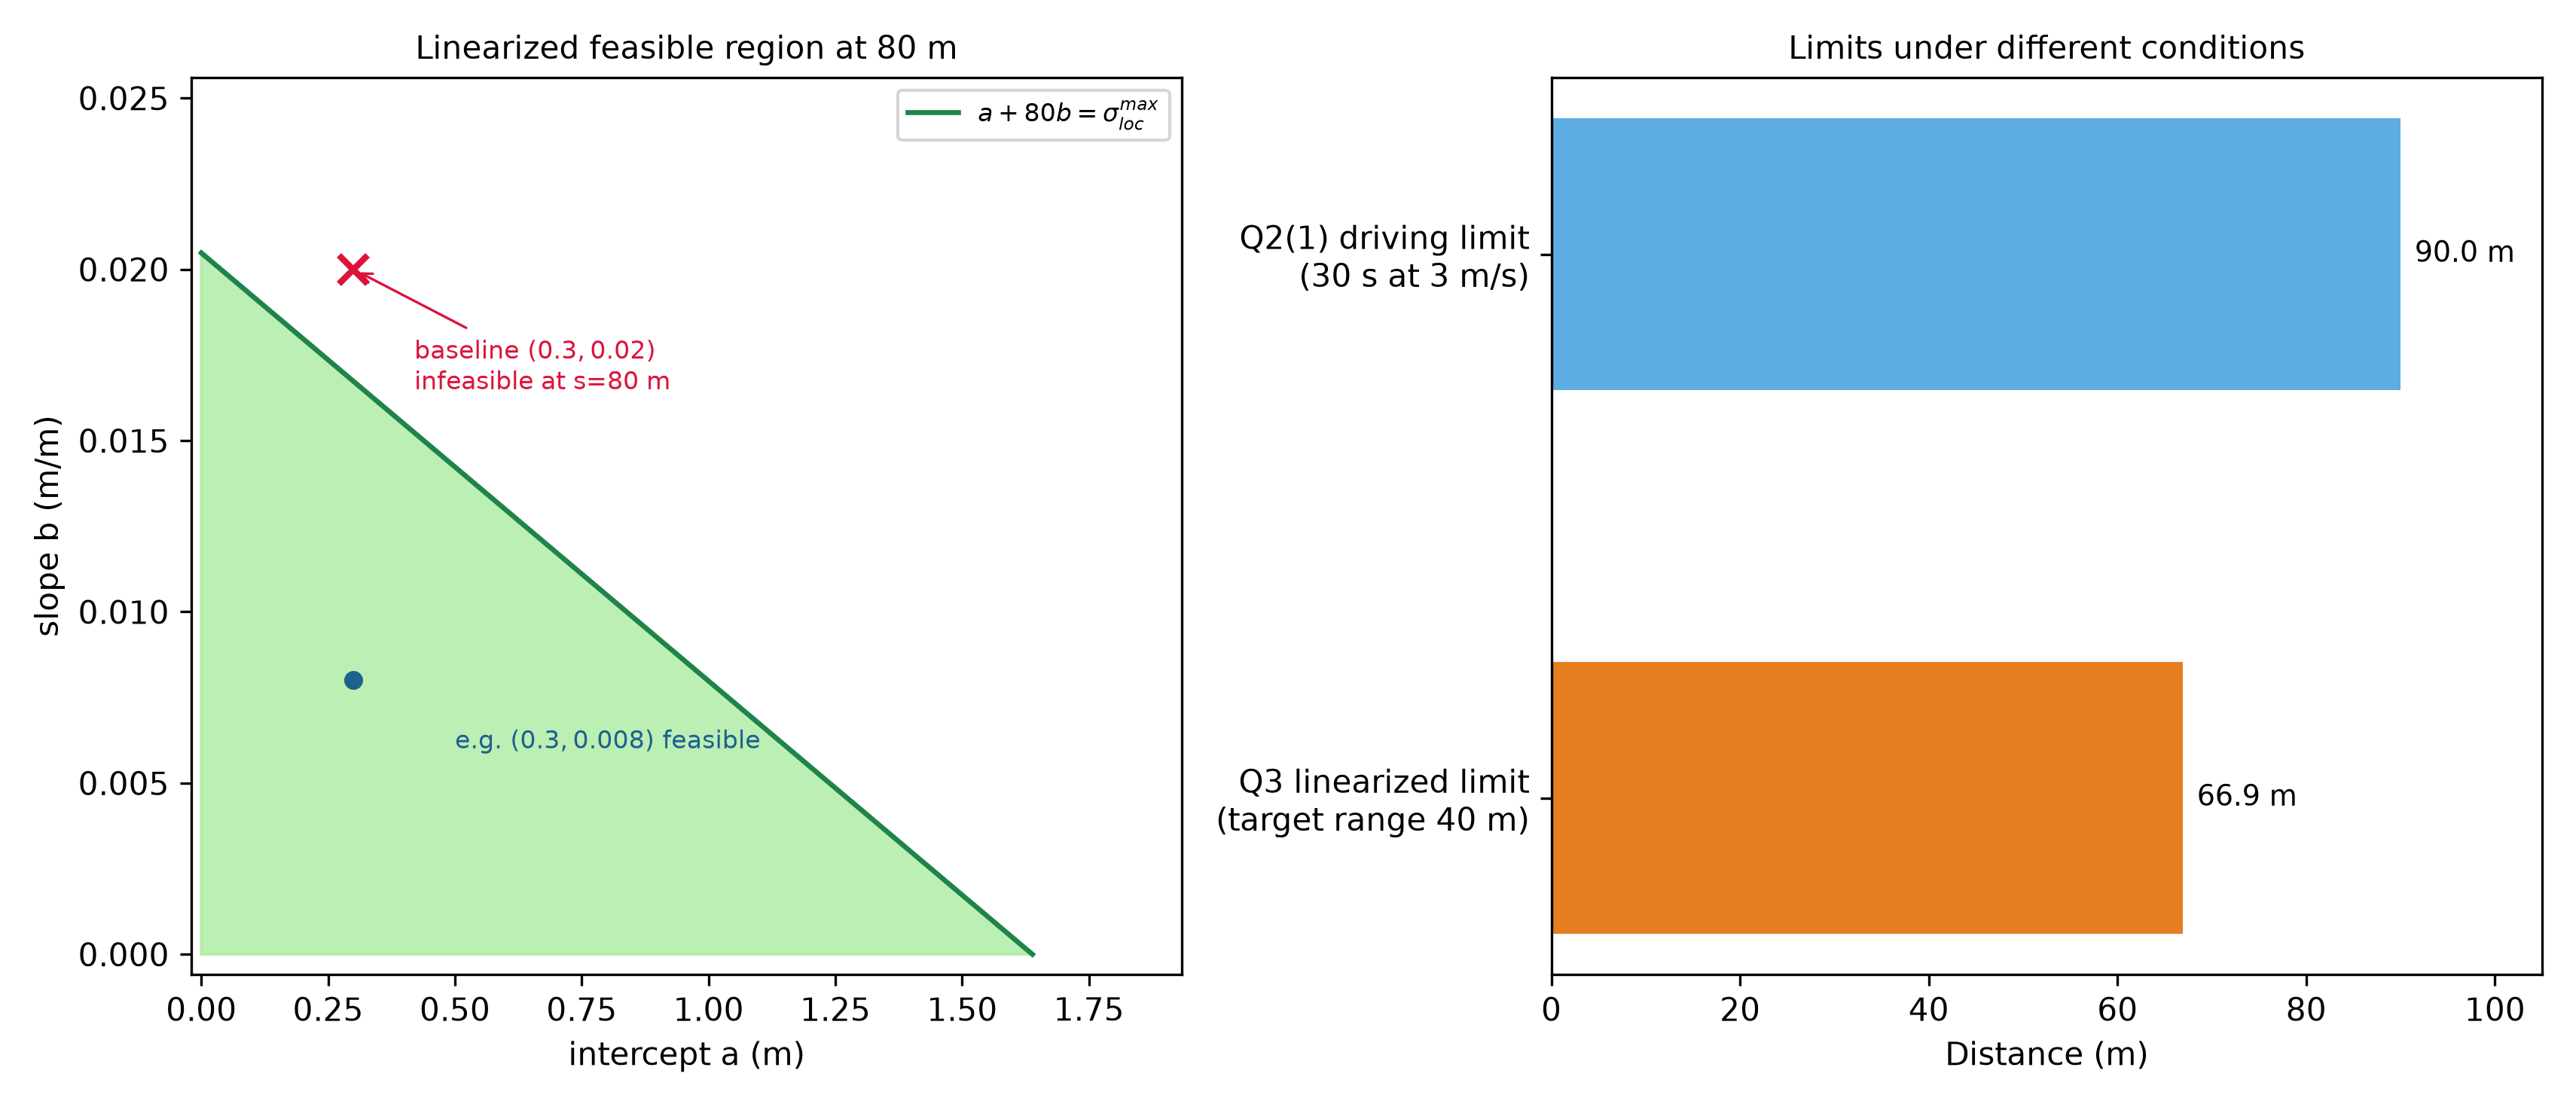 Linearized feasible region at 80 m
a + 80b = σ_loc^max
0.025
0.020
0.015
0.010
0.005
0.000
slope b (m/m)
baseline (0.3, 0.02)
infeasible at s=80 m
e.g. (0.3, 0.008) feasible
0.00 0.25 0.50 0.75 1.00 1.25 1.50 1.75
intercept a (m)
Limits under different conditions
Q2(1) driving limit
(30 s at 3 m/s)
90.0 m
Q3 linearized limit
(target range 40 m)
66.9 m
0 20 40 60 80 100
Distance (m)